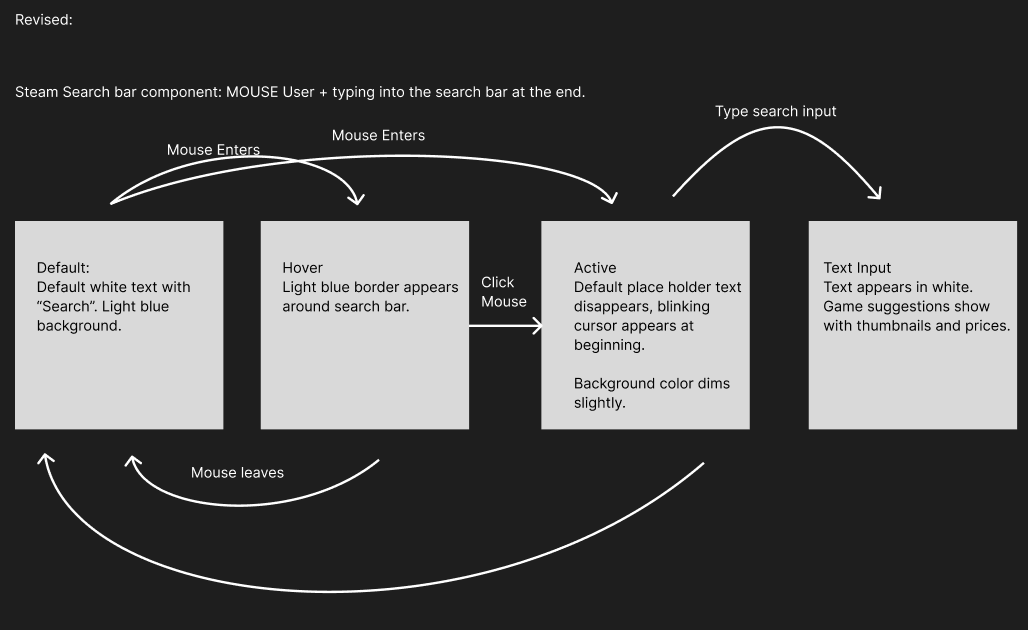 Revised:
Steam Search bar component: MOUSE User + typing into the search bar at the end.
Type search input
Mouse Enters
Mouse Enters
Default:
Default white text with
“Search”. Light blue
background.
Hover
Light blue border appears
around search bar.
Click
Mouse
Active
Default place holder text
disappears, blinking
cursor appears at
beginning.
Background color dims
slightly.
Text Input
Text appears in white.
Game suggestions show
with thumbnails and prices.
Mouse leaves